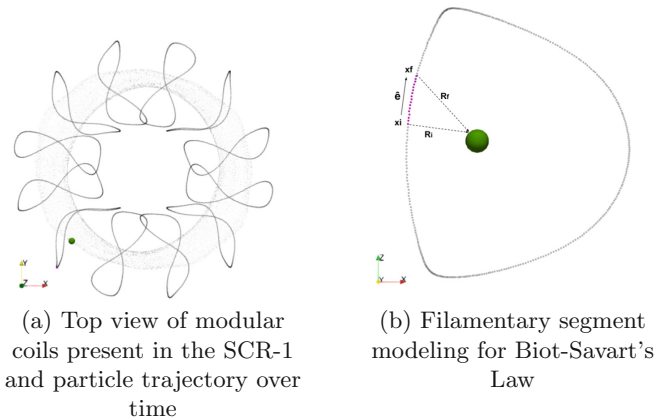 xf
ê
Rf
xi
Ri
Y
Z
X
Z
Y
X
(a) Top view of modular
coils present in the SCR-1
and particle trajectory over
time
(b) Filamentary segment
modeling for Biot-Savart's
Law